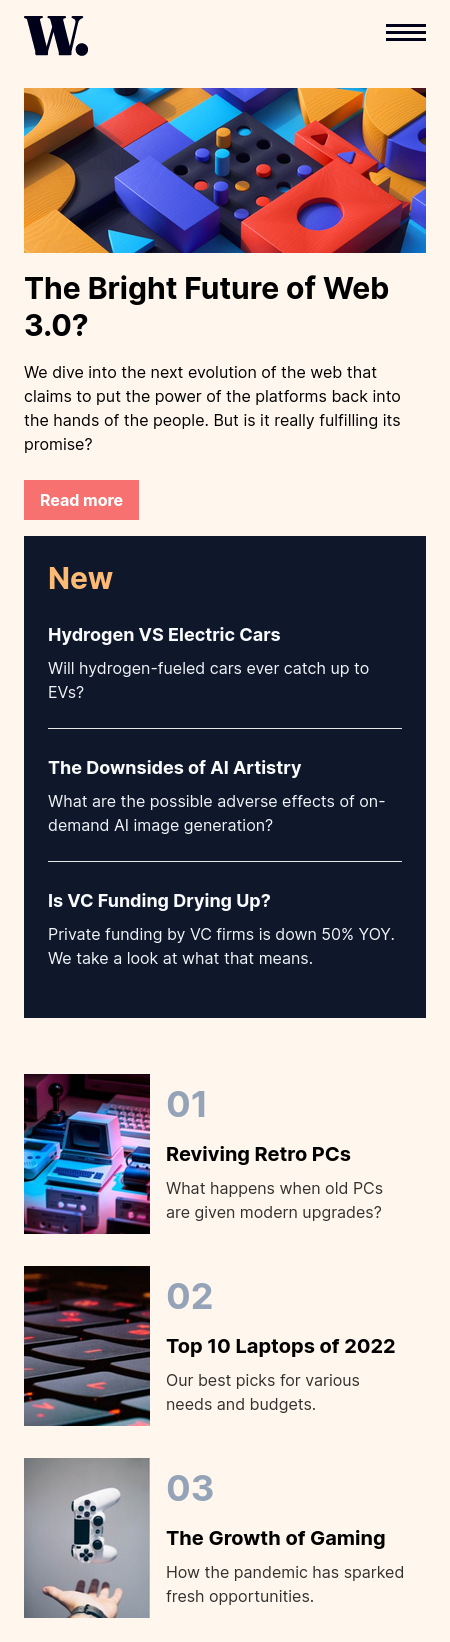 W.
The Bright Future of Web
3.0?
We dive into the next evolution of the web that
claims to put the power of the platforms back into
the hands of the people. But is it really fulfilling its
promise?
Read more
New
Hydrogen VS Electric Cars
Will hydrogen-fueled cars ever catch up to
EVs?
The Downsides of AI Artistry
What are the possible adverse effects of on-
demand AI image generation?
Is VC Funding Drying Up?
Private funding by VC firms is down 50% YOY.
We take a look at what that means.
01
Reviving Retro PCs
What happens when old PCs
are given modern upgrades?
02
Top 10 Laptops of 2022
Our best picks for various
needs and budgets.
03
The Growth of Gaming
How the pandemic has sparked
fresh opportunities.